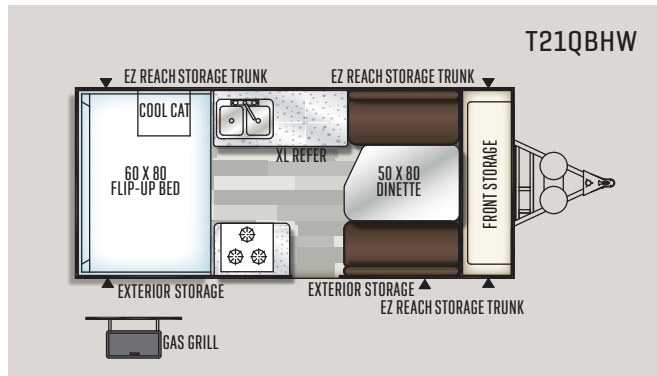 T21QBHW
EZ REACH STORAGE TRUNK
EZ REACH STORAGE TRUNK
COOL CAT
XL REFER
60 X 80
FLIP-UP BED
50 X 80
DINETTE
FRONT STORAGE
EXTERIOR STORAGE
EXTERIOR STORAGE
EZ REACH STORAGE TRUNK
GAS GRILL